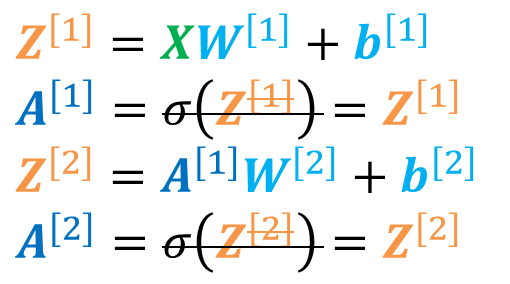 Z^[1] = XW^[1] + b^[1]
A^[1] = σ(Z^[1]) = Z^[1]
Z^[2] = A^[1]W^[2] + b^[2]
A^[2] = σ(Z^[2]) = Z^[2]